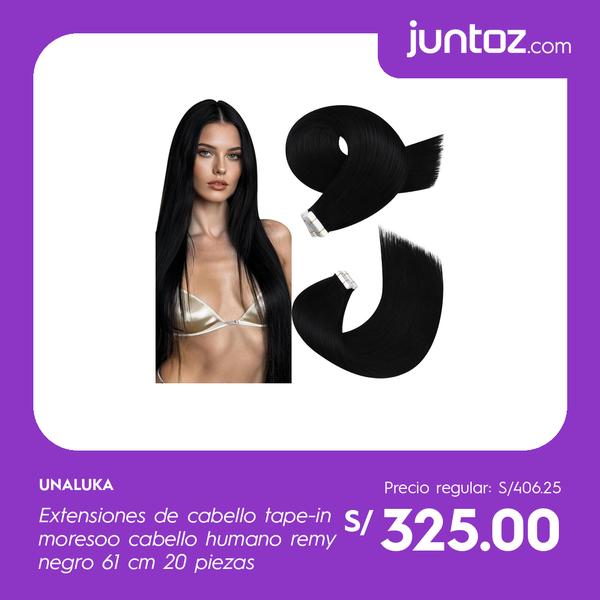 juntoz.com
UNALUKA
Extensiones de cabello tape-in
moresoo cabello humano remy
negro 61 cm 20 piezas
Precio regular: S/406.25
S/ 325.00